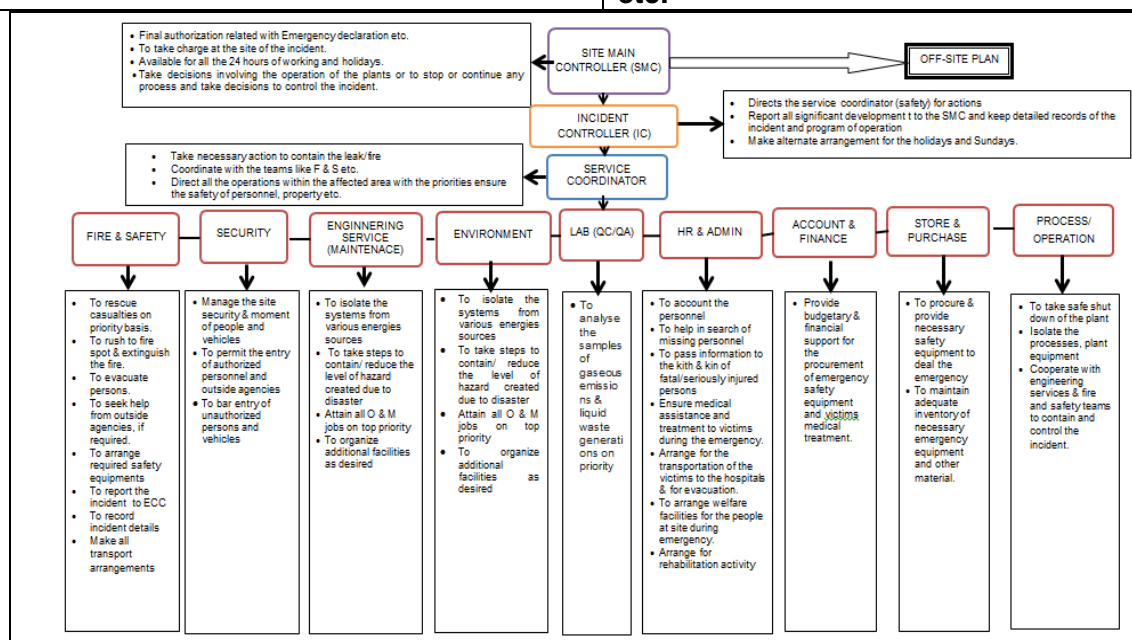 etc.
• Final authorization related with Emergency declaration etc.
• To take charge at the site of the incident.
• Available for all the 24 hours of working and holidays.
• Take decisions involving the operation of the plants or to stop or continue any
process and take decisions to control the incident.
SITE MAIN
CONTROLLER (SMC)
OFF-SITE PLAN
INCIDENT
CONTROLLER (IC)
• Directs the service coordinator (safety) for actions
• Report all significant development t to the SMC and keep detailed records of the
incident and program of operation
• Make alternate arrangement for the holidays and Sundays.
• Take necessary action to contain the leak/fire
• Coordinate with the teams like F & S etc.
• Direct all the operations within the affected area with the priorities ensure
the safety of personnel, property etc.
SERVICE
COORDINATOR
FIRE & SAFETY
SECURITY
ENGINNERING
SERVICE
(MAINTENACE)
ENVIRONMENT
LAB (QC/QA)
HR & ADMIN
ACCOUNT &
FINANCE
STORE &
PURCHASE
PROCESS/
OPERATION
• To rescue
casualties on
priority basis.
• To rush to fire
spot & extinguish
the fire.
• To evacuate
persons.
• To seek help
from outside
agencies, if
required.
• To arrange
required safety
equipments
• To report the
incident to ECC
• To record
incident details
• Make all
transport
arrangements
• Manage the site
security & moment
of people and
vehicles
• To permit the entry
of authorized
personnel and
outside agencies
• To bar entry of
unauthorized
persons and
vehicles
• To isolate the
systems from
various energies
sources
• To take steps to
contain/ reduce the
level of hazard
created due to
disaster
• Attain all O & M
jobs on top priority
• To organize
additional facilities
as desired
• To isolate the
systems from
various energies
sources
• To take steps to
contain/ reduce
the level of
hazard created
due to disaster
• Attain all O & M
jobs on top
priority
• To organize
additional
facilities as
desired
• To
analyse
the
samples
of
gaseous
emissio
ns &
liquid
waste
generati
ons on
priority
• To account the
personnel
• To help in search of
missing personnel
• To pass information to
the kith & kin of
fatal/seriously injured
persons
• Ensure medical
assistance and
treatment to victims
during the emergency.
• Arrange for the
transportation of the
victims to the hospitals
& for evacuation.
• To arrange welfare
facilities for the people
at site during
emergency.
• Arrange for
rehabilitation activity
• Provide
budgetary &
financial
support for
the
procurement
of emergency
safety
equipment
and victims
medical
treatment.
• To procure &
provide
necessary
safety
equipment to
deal the
emergency
• To maintain
adequate
inventory of
necessary
emergency
equipment
and other
material.
• To take safe shut
down of the plant
• Isolate the
processes, plant
equipment
• Cooperate with
engineering
services & fire
and safety teams
to contain and
control the
incident.